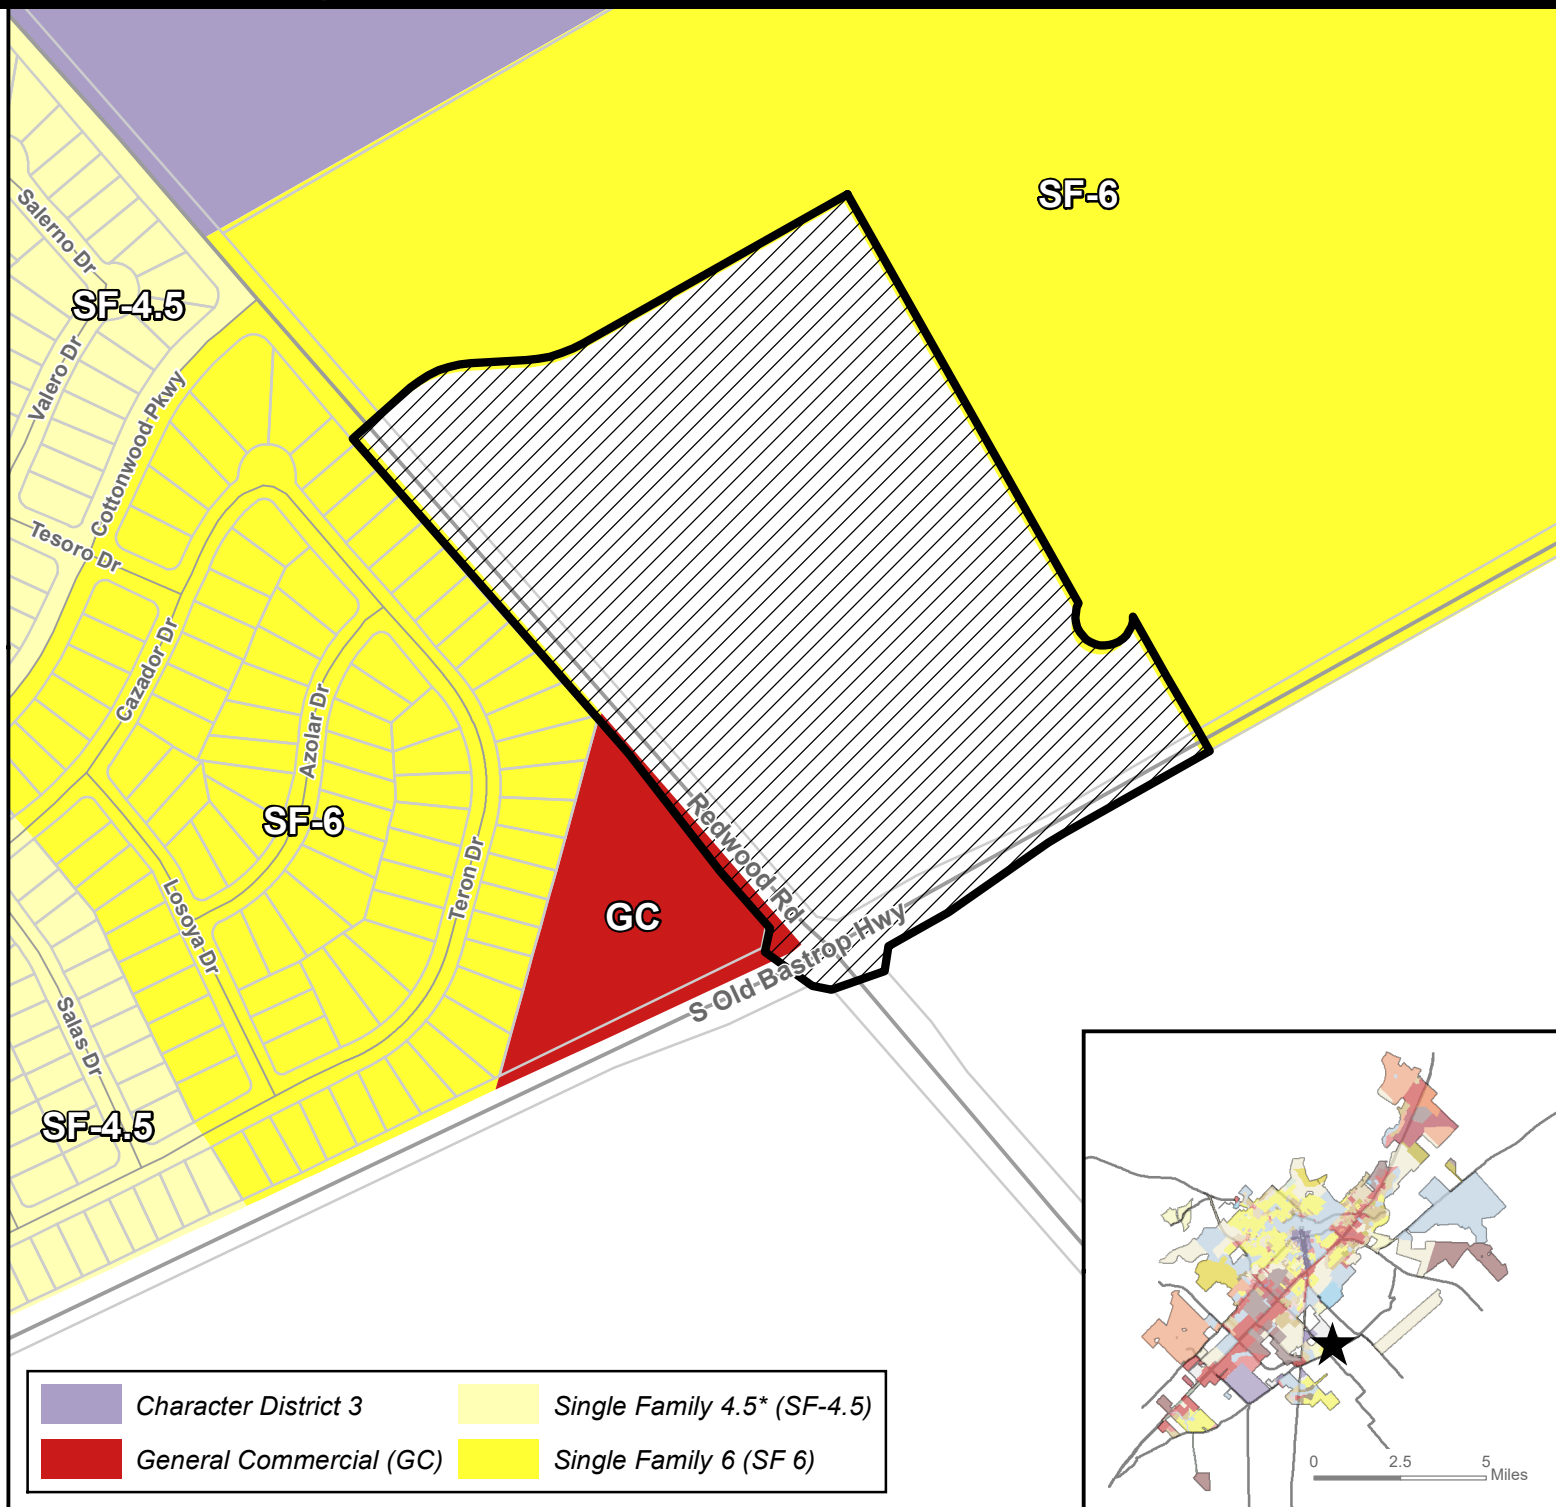 SF-6
Salerno Dr
SF-4.5
Valero Dr
Cottonwood Pkwy
Tesoro Dr
Cazador Dr
Azolar Dr
SF-6
Redwood Rd
Teron Dr
Losoya Dr
GC
S Old Bastrop Hwy
Salas Dr
SF-4.5
Character District 3
Single Family 4.5* (SF-4.5)
General Commercial (GC)
Single Family 6 (SF 6)
0 2.5 5
Miles